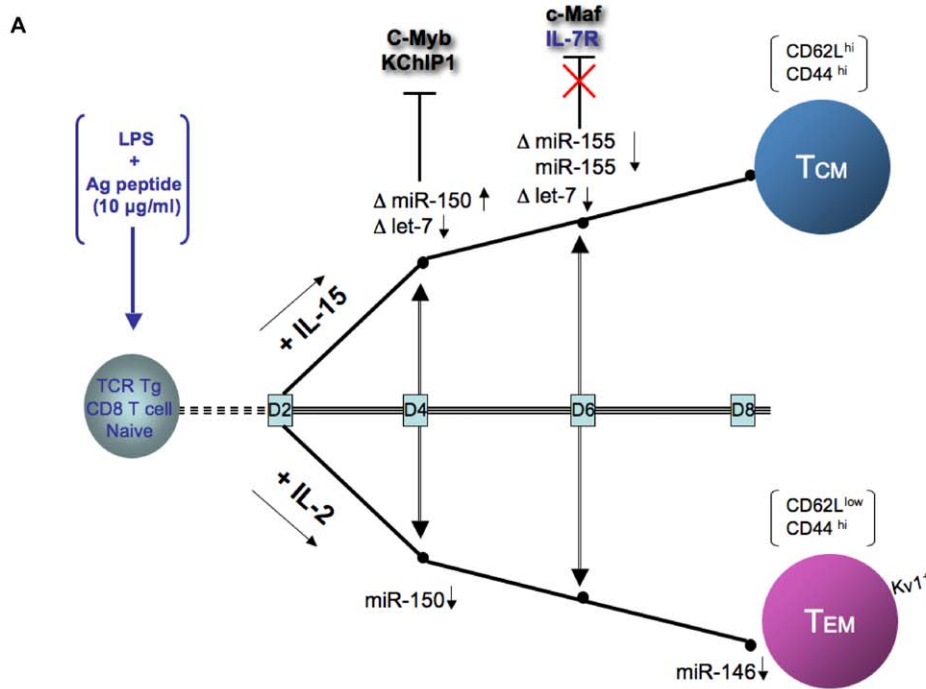 A
C-Myb
KChIP1
c-Maf
IL-7R
CD62L hi
CD44 hi
LPS
+
Ag peptide
(10 µg/ml)
Δ miR-150 ↑
Δ let-7 ↓
Δ miR-155
miR-155 ↓
Δ let-7 ↓
TCM
+ IL-15
TCR Tg
CD8 T cell
Naive
D2
D4
D6
D8
+ IL-2
miR-150 ↓
CD62L low
CD44 hi
Kv1+
TEM
miR-146 ↓